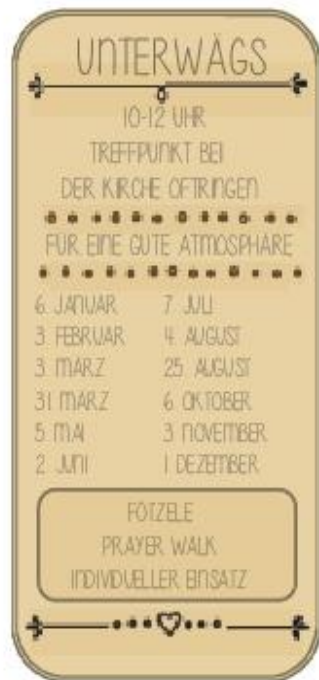 UNTERWÄGS
10-12 UHR
TREFFPUNKT BEI
DER KIRCHE OFTRINGEN
FÜR EINE GUTE ATMOSPHÄRE
6. JANUAR
3. FEBRUAR
3. MÄRZ
31 MÄRZ
5. MAI
2. JUNI
7. JULI
4. AUGUST
25. AUGUST
6. OKTOBER
3. NOVEMBER
1 DEZEMBER
FÖTZELE
PRAYER WALK
INDIVIDUELLER EINSATZ